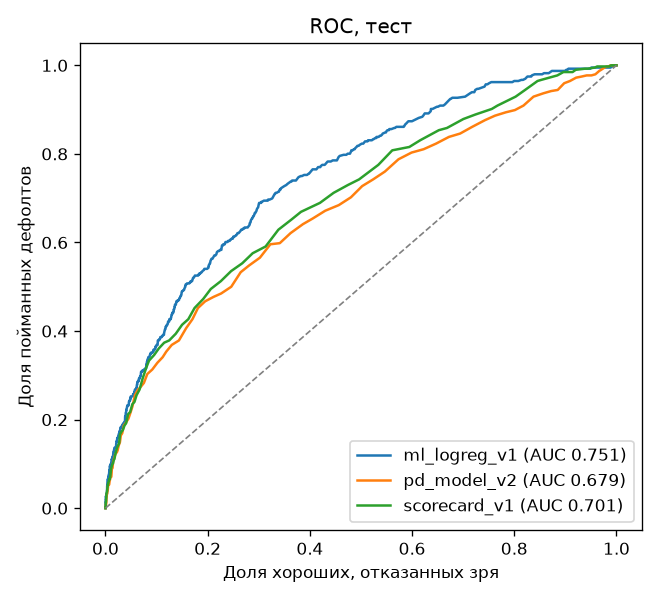 ROC, тест
1.0
0.8
0.6
0.4
0.2
0.0
Доля пойманных дефолтов
ml_logreg_v1 (AUC 0.751)
pd_model_v2 (AUC 0.679)
scorecard_v1 (AUC 0.701)
0.0 0.2 0.4 0.6 0.8 1.0
Доля хороших, отказанных зря